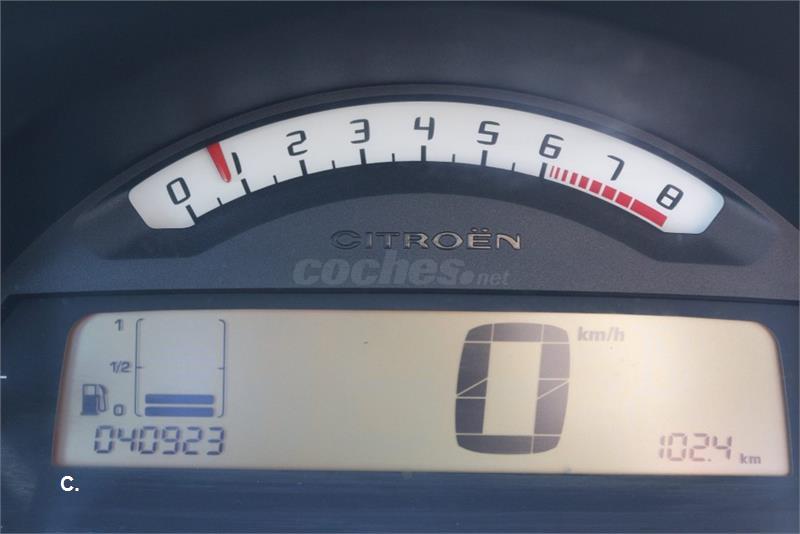 0 1 2 3 4 5 6 7 8
CITROËN
coches.net
1
1/2
0
0 km/h
040923
102.4 km
C.